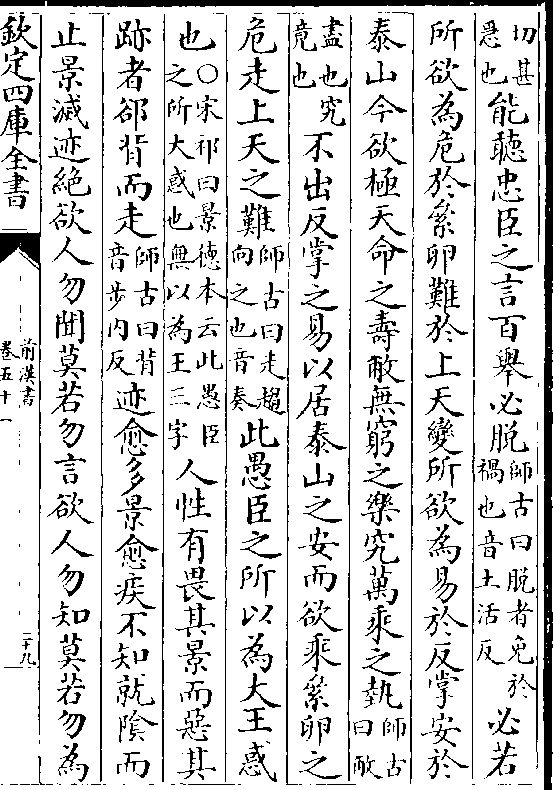 切甚
惡也能聽忠臣之言百舉必脫師古曰脫者免於
禍也音土活反必若
所欲為危於絫卵難於上天變所欲為易於反掌安於
泰山今欲極天命之壽敝無窮之樂究萬乘之埶師古
曰敝
盡也究
竟也不出反掌之易以居泰山之安而欲乘絫卵之
危走上天之難師古曰走趨
向之也音奏此愚臣之所以為大王惑
也○宋祁曰景德本云此愚臣
之所大惑也無以為王三字人性有畏其景而惡其
跡者郤背而走師古曰背
音步內反迹愈多景愈疾不知就陰而
止景滅迹絕欲人勿聞莫若勿言欲人勿知莫若勿為
欽定四庫全書
前漢書
卷五十一
二十九